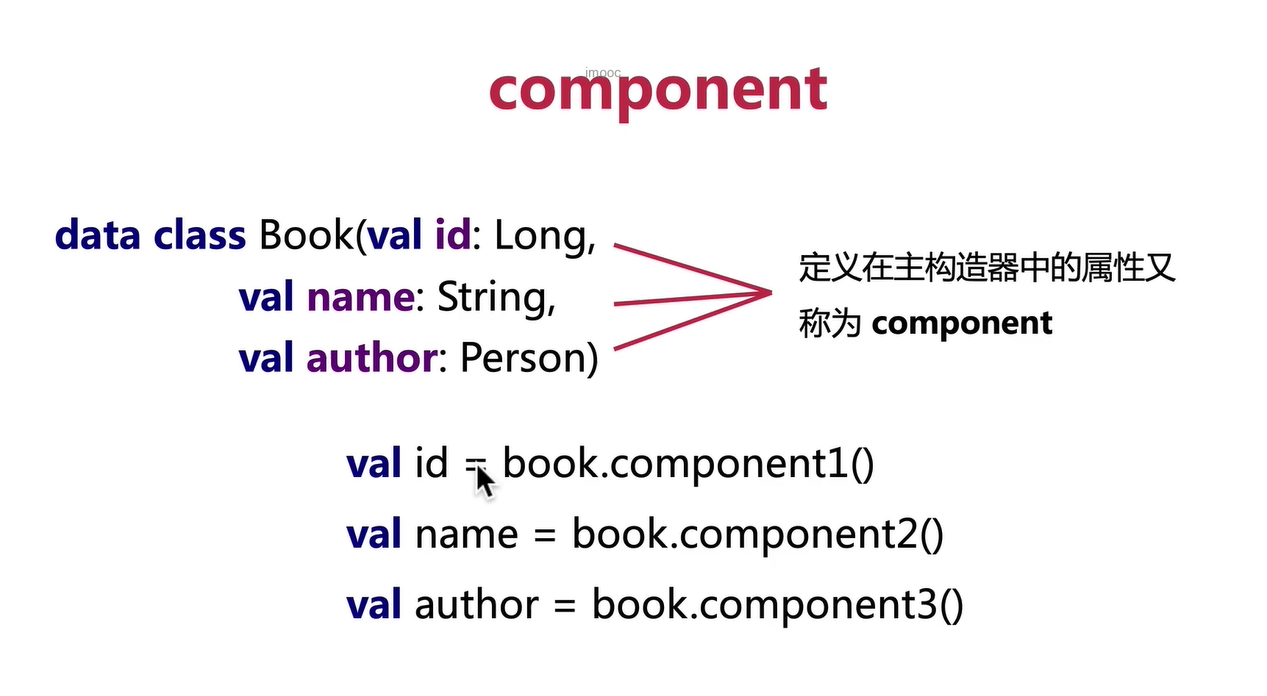 component
imooc
data class Book(val id: Long,
val name: String,
val author: Person)
定义在主构造器中的属性又
称为 component
val id = book.component1()
val name = book.component2()
val author = book.component3()